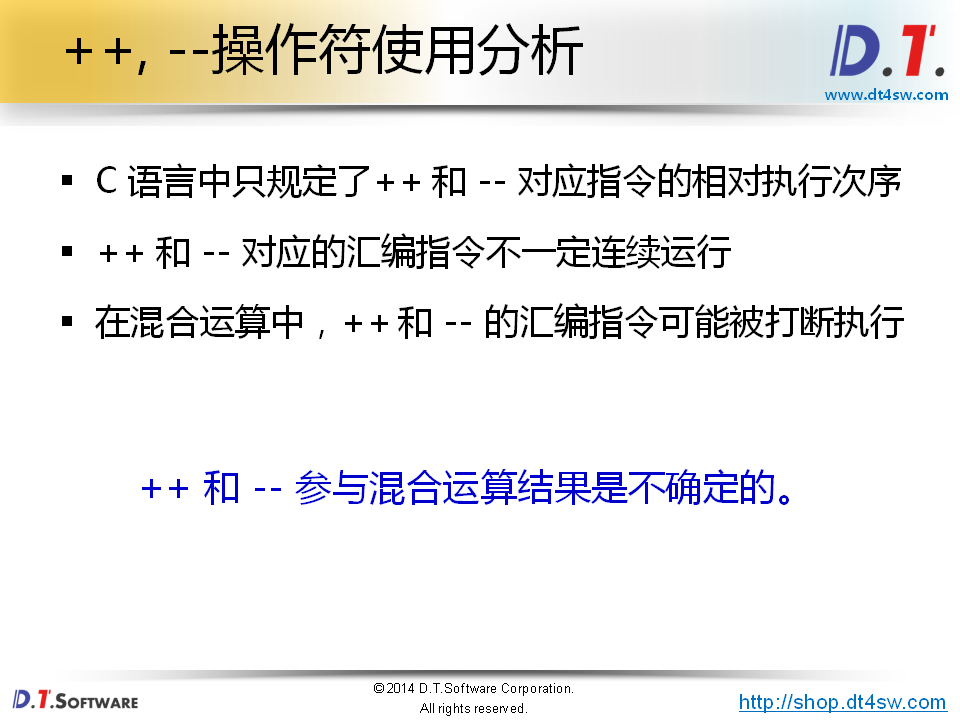 ++, --操作符使用分析
D.T.
www.dt4sw.com
▪ C 语言中只规定了++ 和 -- 对应指令的相对执行次序
▪ ++ 和 -- 对应的汇编指令不一定连续运行
▪ 在混合运算中，++ 和 -- 的汇编指令可能被打断执行
++ 和 -- 参与混合运算结果是不确定的。
D.T.SOFTWARE
©2014 D.T.Software Corporation.
All rights reserved.
http://shop.dt4sw.com